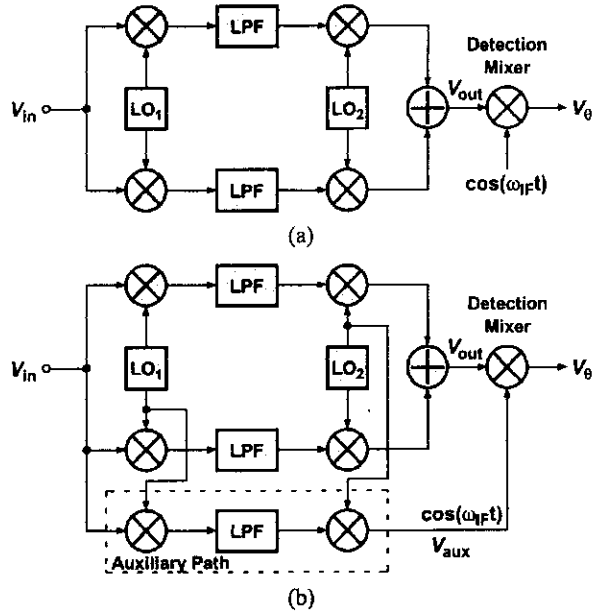 LPF
Detection
Mixer
V_in
LO₁
LO₂
V_out
V_θ
cos(ω_IF t)
LPF
(a)
LPF
Detection
Mixer
V_in
LO₁
LO₂
V_out
V_θ
LPF
cos(ω_IF t)
LPF
V_aux
Auxiliary Path
(b)